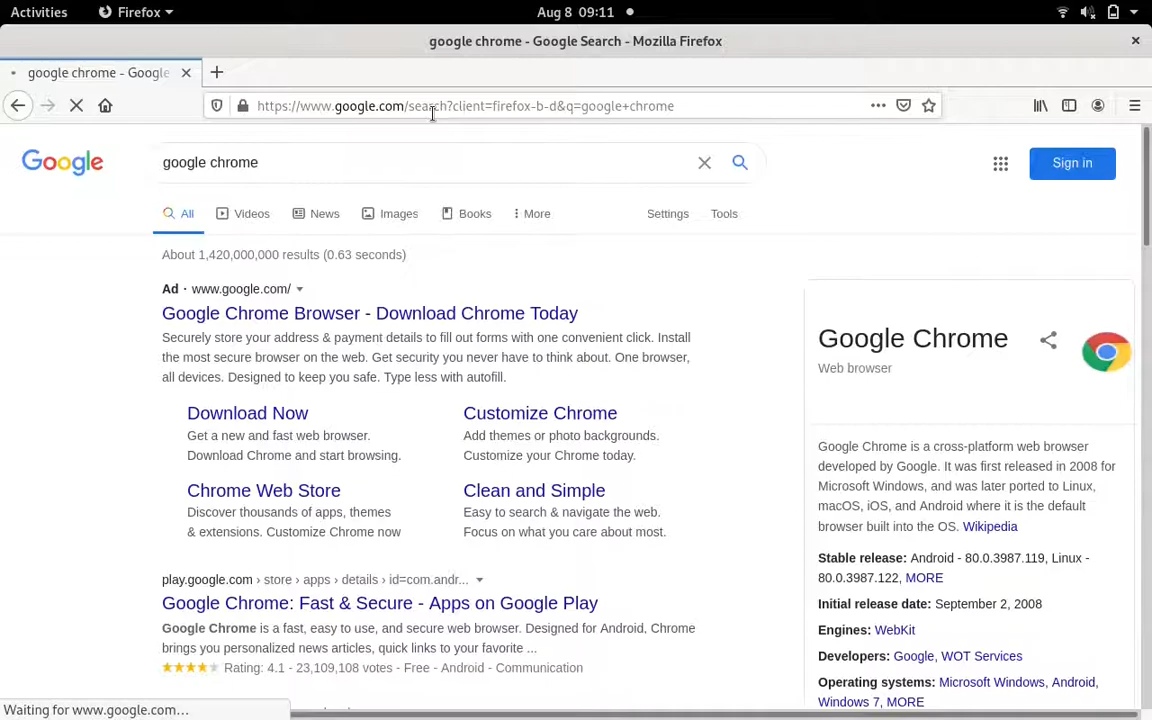 Activities Firefox Aug 8 09:11
google chrome - Google Search - Mozilla Firefox
google chrome - Google
https://www.google.com/search?client=firefox-b-d&q=google+chrome
Google google chrome Sign in
All Videos News Images Books More Settings Tools
About 1,420,000,000 results (0.63 seconds)
Ad · www.google.com/
Google Chrome Browser - Download Chrome Today
Securely store your address & payment details to fill out forms with one convenient click. Install
the most secure browser on the web. Get security you never have to think about. One browser,
all devices. Designed to keep you safe. Type less with autofill.
Download Now
Get a new and fast web browser.
Download Chrome and start browsing.
Customize Chrome
Add themes or photo backgrounds.
Customize your Chrome today.
Chrome Web Store
Discover thousands of apps, themes
& extensions. Customize Chrome now
Clean and Simple
Easy to search & navigate the web.
Focus on what you care about most.
play.google.com › store › apps › details › id=com.andr...
Google Chrome: Fast & Secure - Apps on Google Play
Google Chrome is a fast, easy to use, and secure web browser. Designed for Android, Chrome
brings you personalized news articles, quick links to your favorite ...
Rating: 4.1 - 23,109,108 votes - Free - Android - Communication
Google Chrome
Web browser
Google Chrome is a cross-platform web browser
developed by Google. It was first released in 2008 for
Microsoft Windows, and was later ported to Linux,
macOS, iOS, and Android where it is the default
browser built into the OS. Wikipedia
Stable release: Android - 80.0.3987.119, Linux -
80.0.3987.122, MORE
Initial release date: September 2, 2008
Engines: WebKit
Developers: Google, WOT Services
Operating systems: Microsoft Windows, Android,
Windows 7, MORE
Waiting for www.google.com…